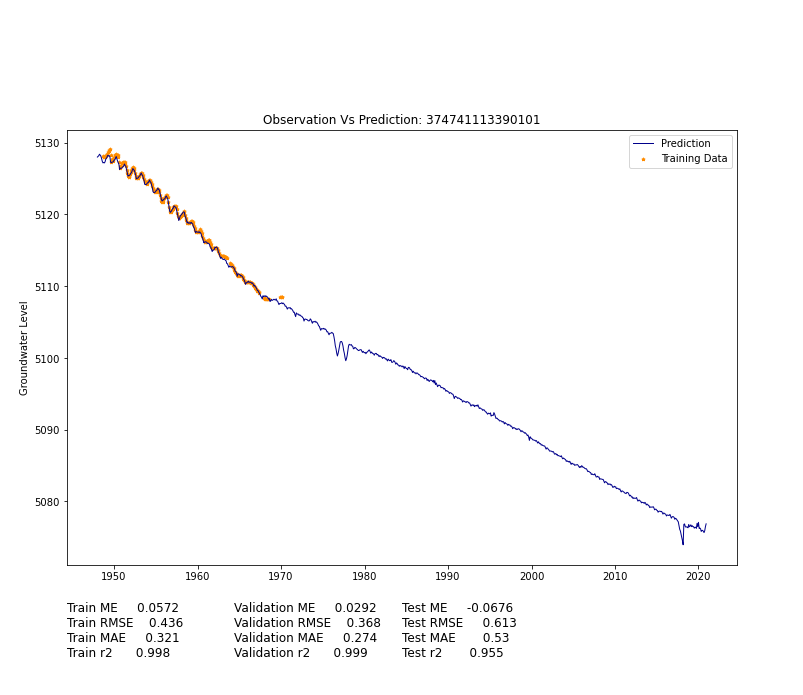 Observation Vs Prediction: 374741113390101
Prediction
Training Data
Groundwater Level
5130
5120
5110
5100
5090
5080
1950 1960 1970 1980 1990 2000 2010 2020
Train ME 0.0572 Validation ME 0.0292 Test ME -0.0676
Train RMSE 0.436 Validation RMSE 0.368 Test RMSE 0.613
Train MAE 0.321 Validation MAE 0.274 Test MAE 0.53
Train r2 0.998 Validation r2 0.999 Test r2 0.955